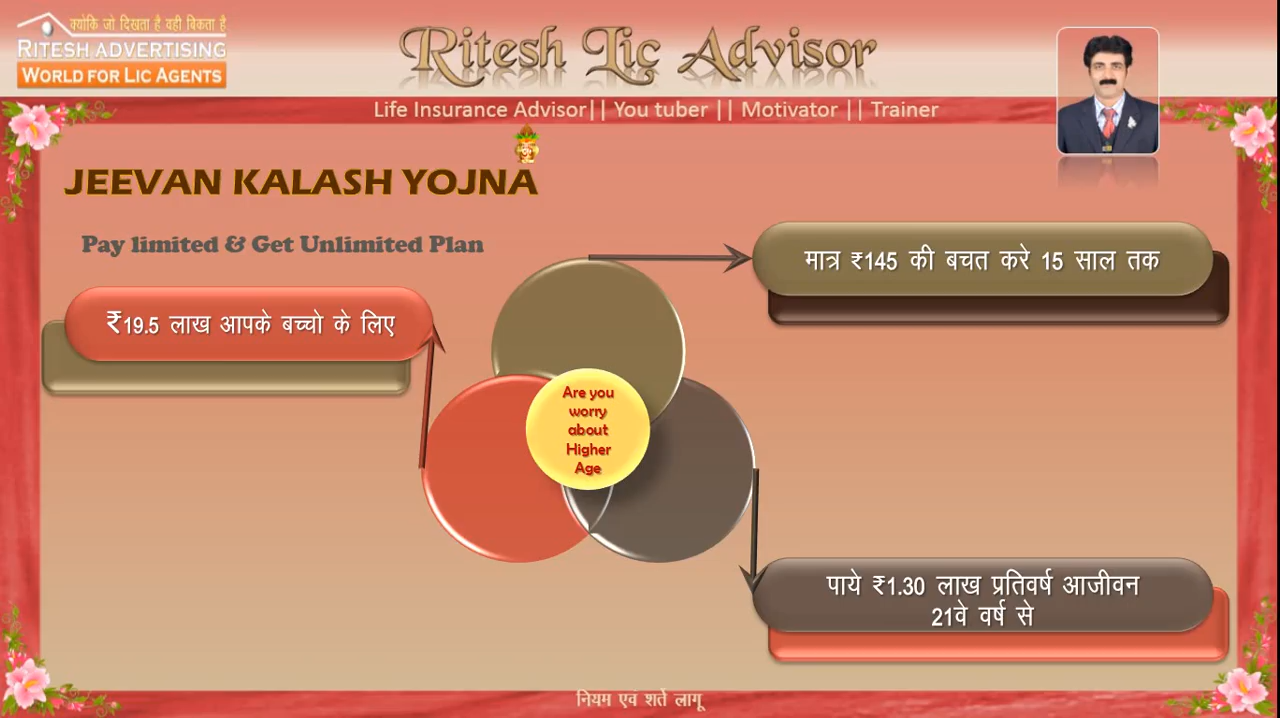 क्योकि जो दिखता है वही बिकता है
RITESH ADVERTISING
WORLD FOR LIC AGENTS
Ritesh Lic Advisor
Life Insurance Advisor|| You tuber || Motivator || Trainer
JEEVAN KALASH YOJNA
Pay limited & Get Unlimited Plan
मात्र ₹145 की बचत करे 15 साल तक
₹19.5 लाख आपके बच्चो के लिए
Are you
worry
about
Higher
Age
पाये ₹1.30 लाख प्रतिवर्ष आजीवन
21वे वर्ष से
नियम एवं शर्ते लागू